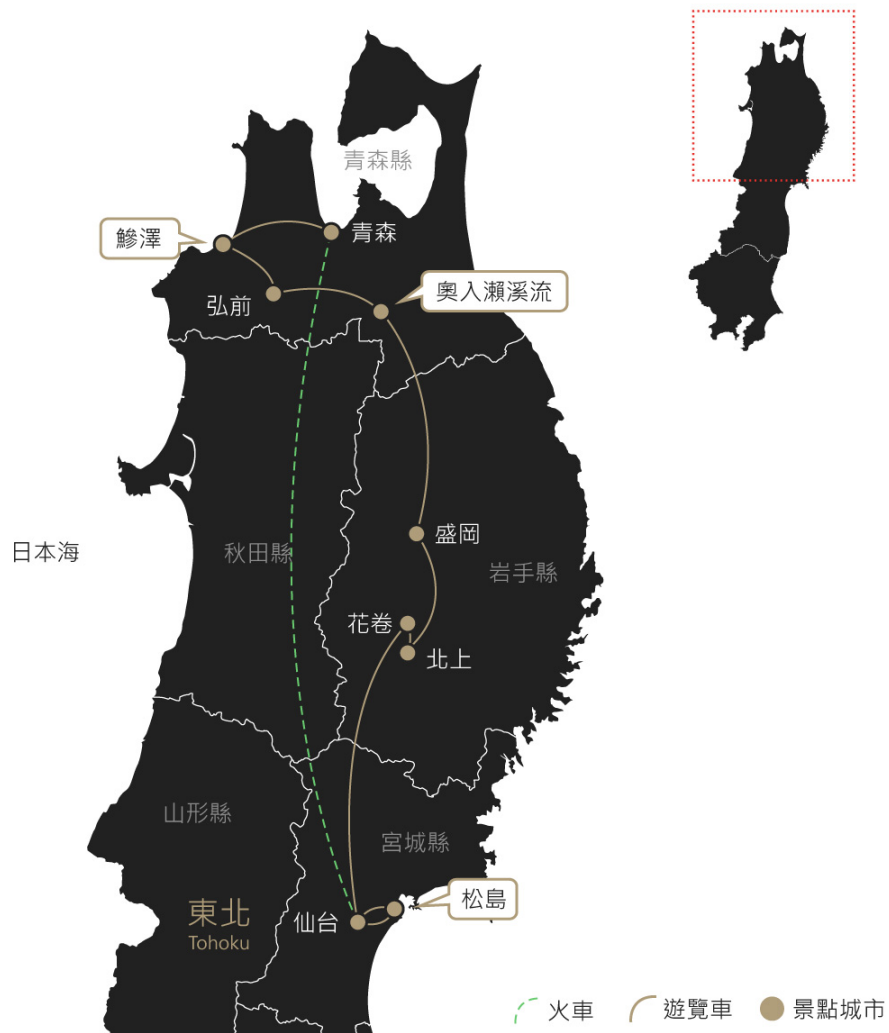 青森縣
青森
鰺澤
弘前
奧入瀨溪流
日本海
秋田縣
盛岡
岩手縣
花卷
北上
山形縣
宮城縣
東北
Tohoku
仙台
松島
火車
遊覽車
景點城市